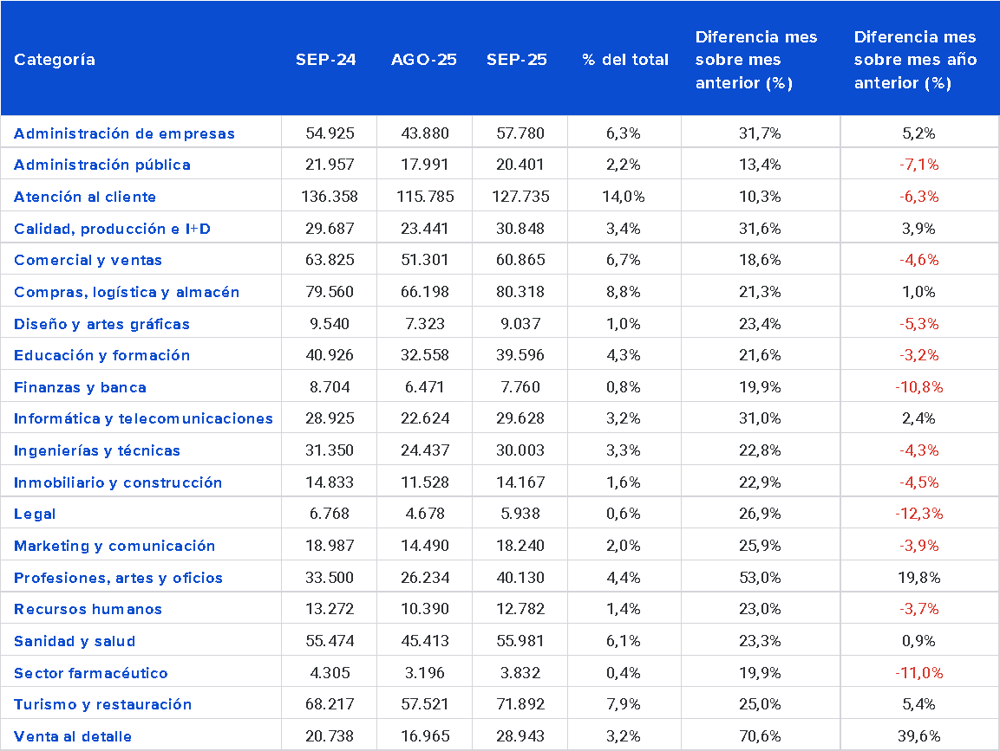 Categoría SEP-24 AGO-25 SEP-25 % del total Diferencia mes sobre mes anterior (%) Diferencia mes sobre mes año anterior (%)
Administración de empresas 54.925 43.880 57.780 6,3% 31,7% 5,2%
Administración pública 21.957 17.991 20.401 2,2% 13,4% -7,1%
Atención al cliente 136.358 115.785 127.735 14,0% 10,3% -6,3%
Calidad, producción e I+D 29.687 23.441 30.848 3,4% 31,6% 3,9%
Comercial y ventas 63.825 51.301 60.865 6,7% 18,6% -4,6%
Compras, logística y almacén 79.560 66.198 80.318 8,8% 21,3% 1,0%
Diseño y artes gráficas 9.540 7.323 9.037 1,0% 23,4% -5,3%
Educación y formación 40.926 32.558 39.596 4,3% 21,6% -3,2%
Finanzas y banca 8.704 6.471 7.760 0,8% 19,9% -10,8%
Informática y telecomunicaciones 28.925 22.624 29.628 3,2% 31,0% 2,4%
Ingenierías y técnicas 31.350 24.437 30.003 3,3% 22,8% -4,3%
Inmobiliario y construcción 14.833 11.528 14.167 1,6% 22,9% -4,5%
Legal 6.768 4.678 5.938 0,6% 26,9% -12,3%
Marketing y comunicación 18.987 14.490 18.240 2,0% 25,9% -3,9%
Profesiones, artes y oficios 33.500 26.234 40.130 4,4% 53,0% 19,8%
Recursos humanos 13.272 10.390 12.782 1,4% 23,0% -3,7%
Sanidad y salud 55.474 45.413 55.981 6,1% 23,3% 0,9%
Sector farmacéutico 4.305 3.196 3.832 0,4% 19,9% -11,0%
Turismo y restauración 68.217 57.521 71.892 7,9% 25,0% 5,4%
Venta al detalle 20.738 16.965 28.943 3,2% 70,6% 39,6%